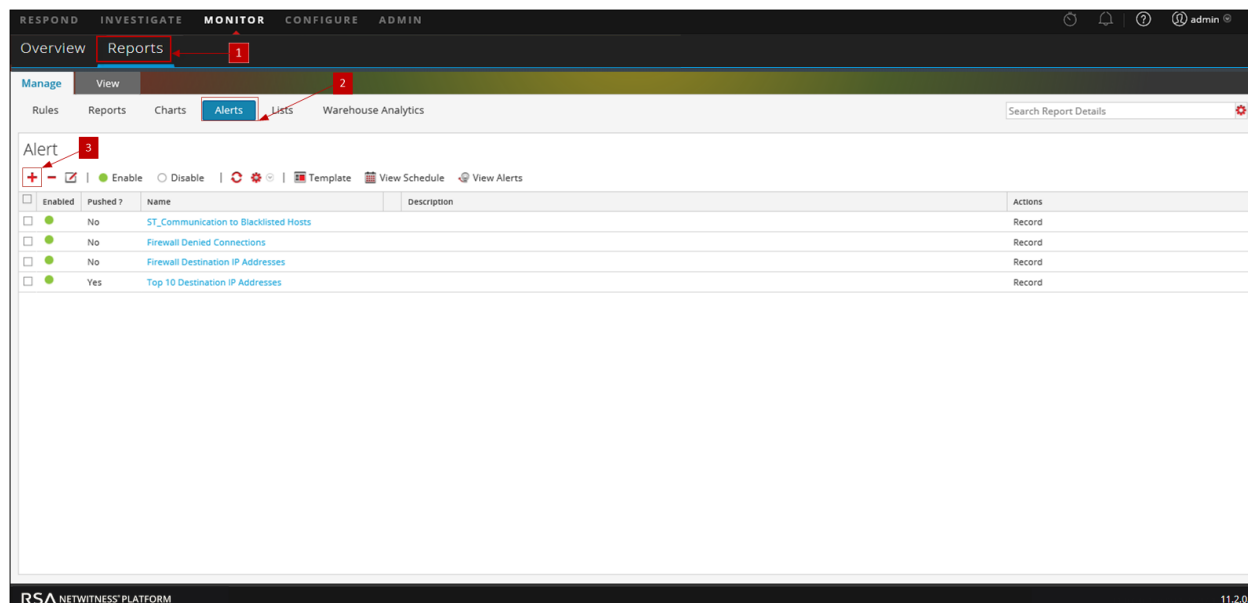 RESPOND INVESTIGATE MONITOR CONFIGURE ADMIN admin
Overview Reports 1
Manage View 2
Rules Reports Charts Alerts Lists Warehouse Analytics Search Report Details
Alert 3
Enable Disable Template View Schedule View Alerts
Enabled Pushed ? Name Description Actions
No ST_Communication to Blacklisted Hosts Record
No Firewall Denied Connections Record
No Firewall Destination IP Addresses Record
Yes Top 10 Destination IP Addresses Record
RSA NETWITNESS® PLATFORM 11.2.0